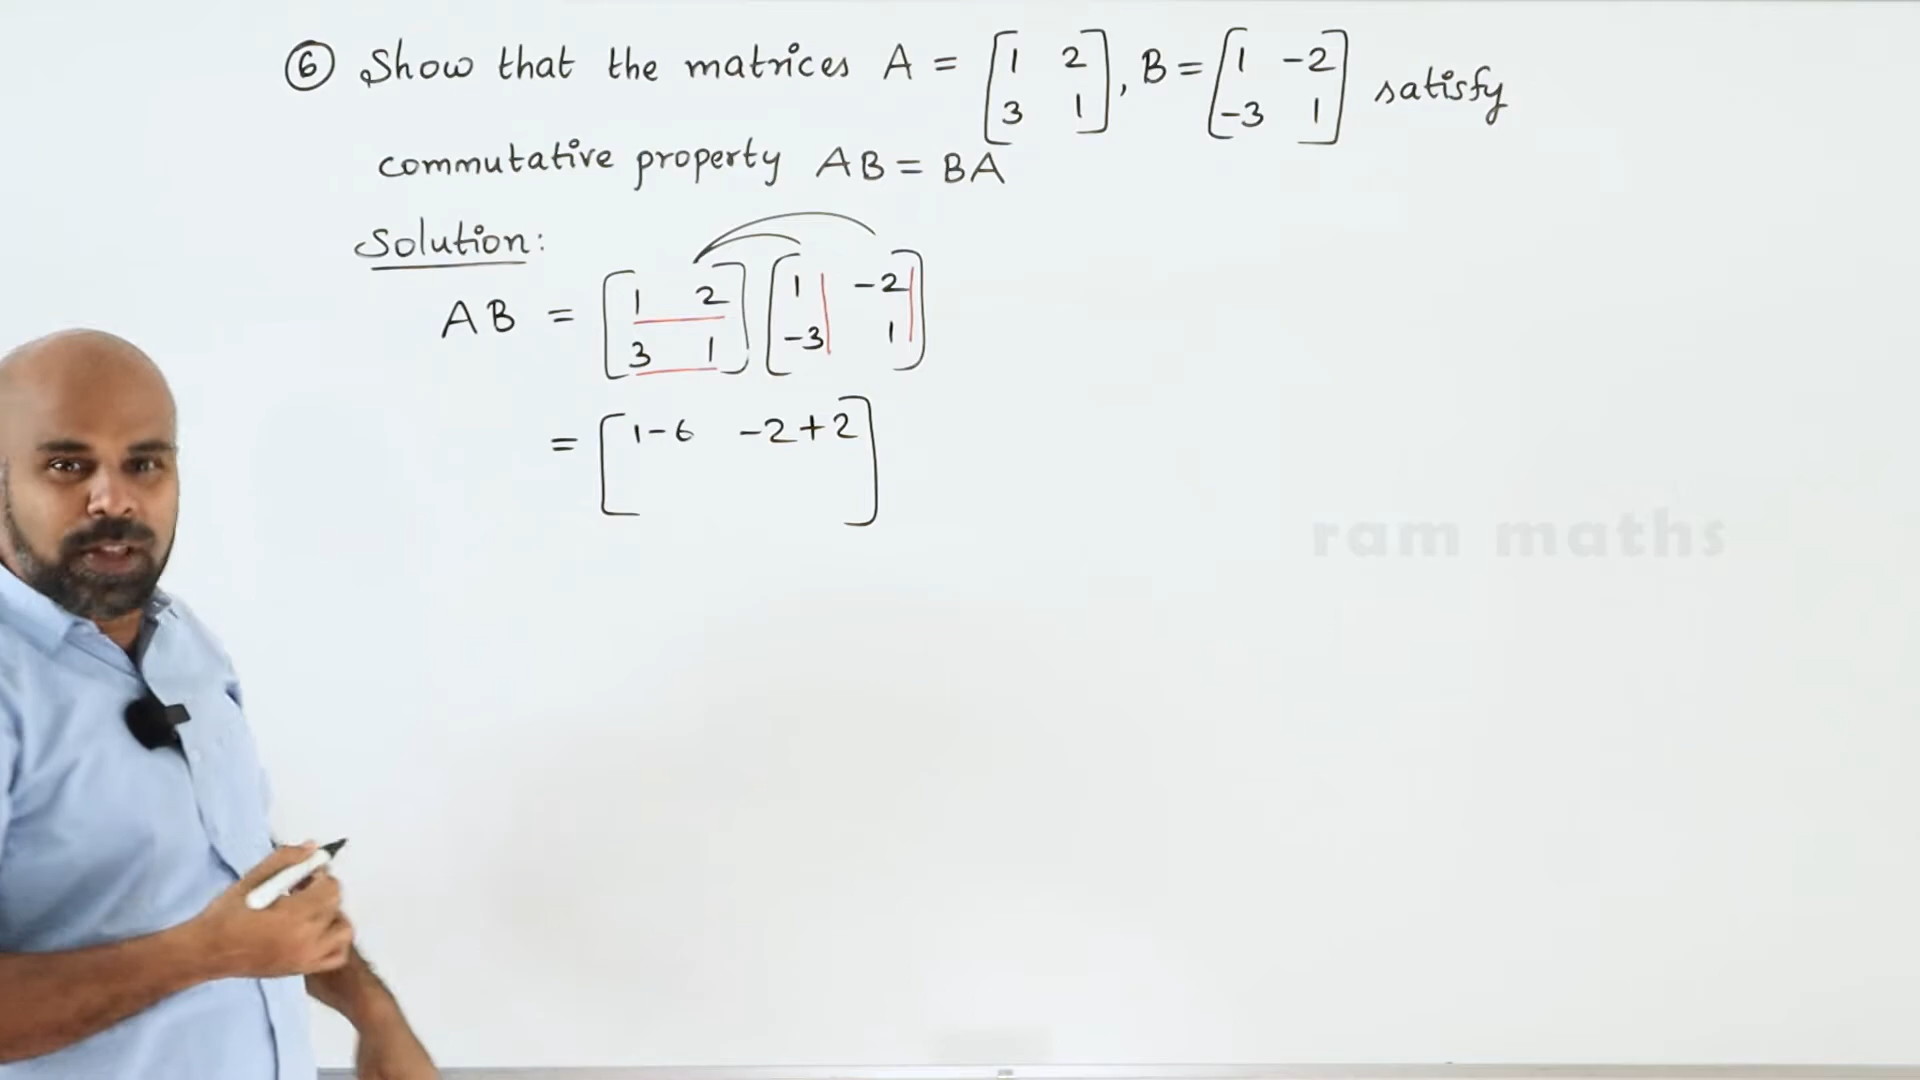 ⑥ Show that the matrices A = [1 2], B = [1 -2] satisfy
[3 1] [-3 1]
commutative property AB = BA
Solution:
AB = [1 2] [1 -2]
[3 1] [-3 1]
= [1-6 -2+2]
ram maths